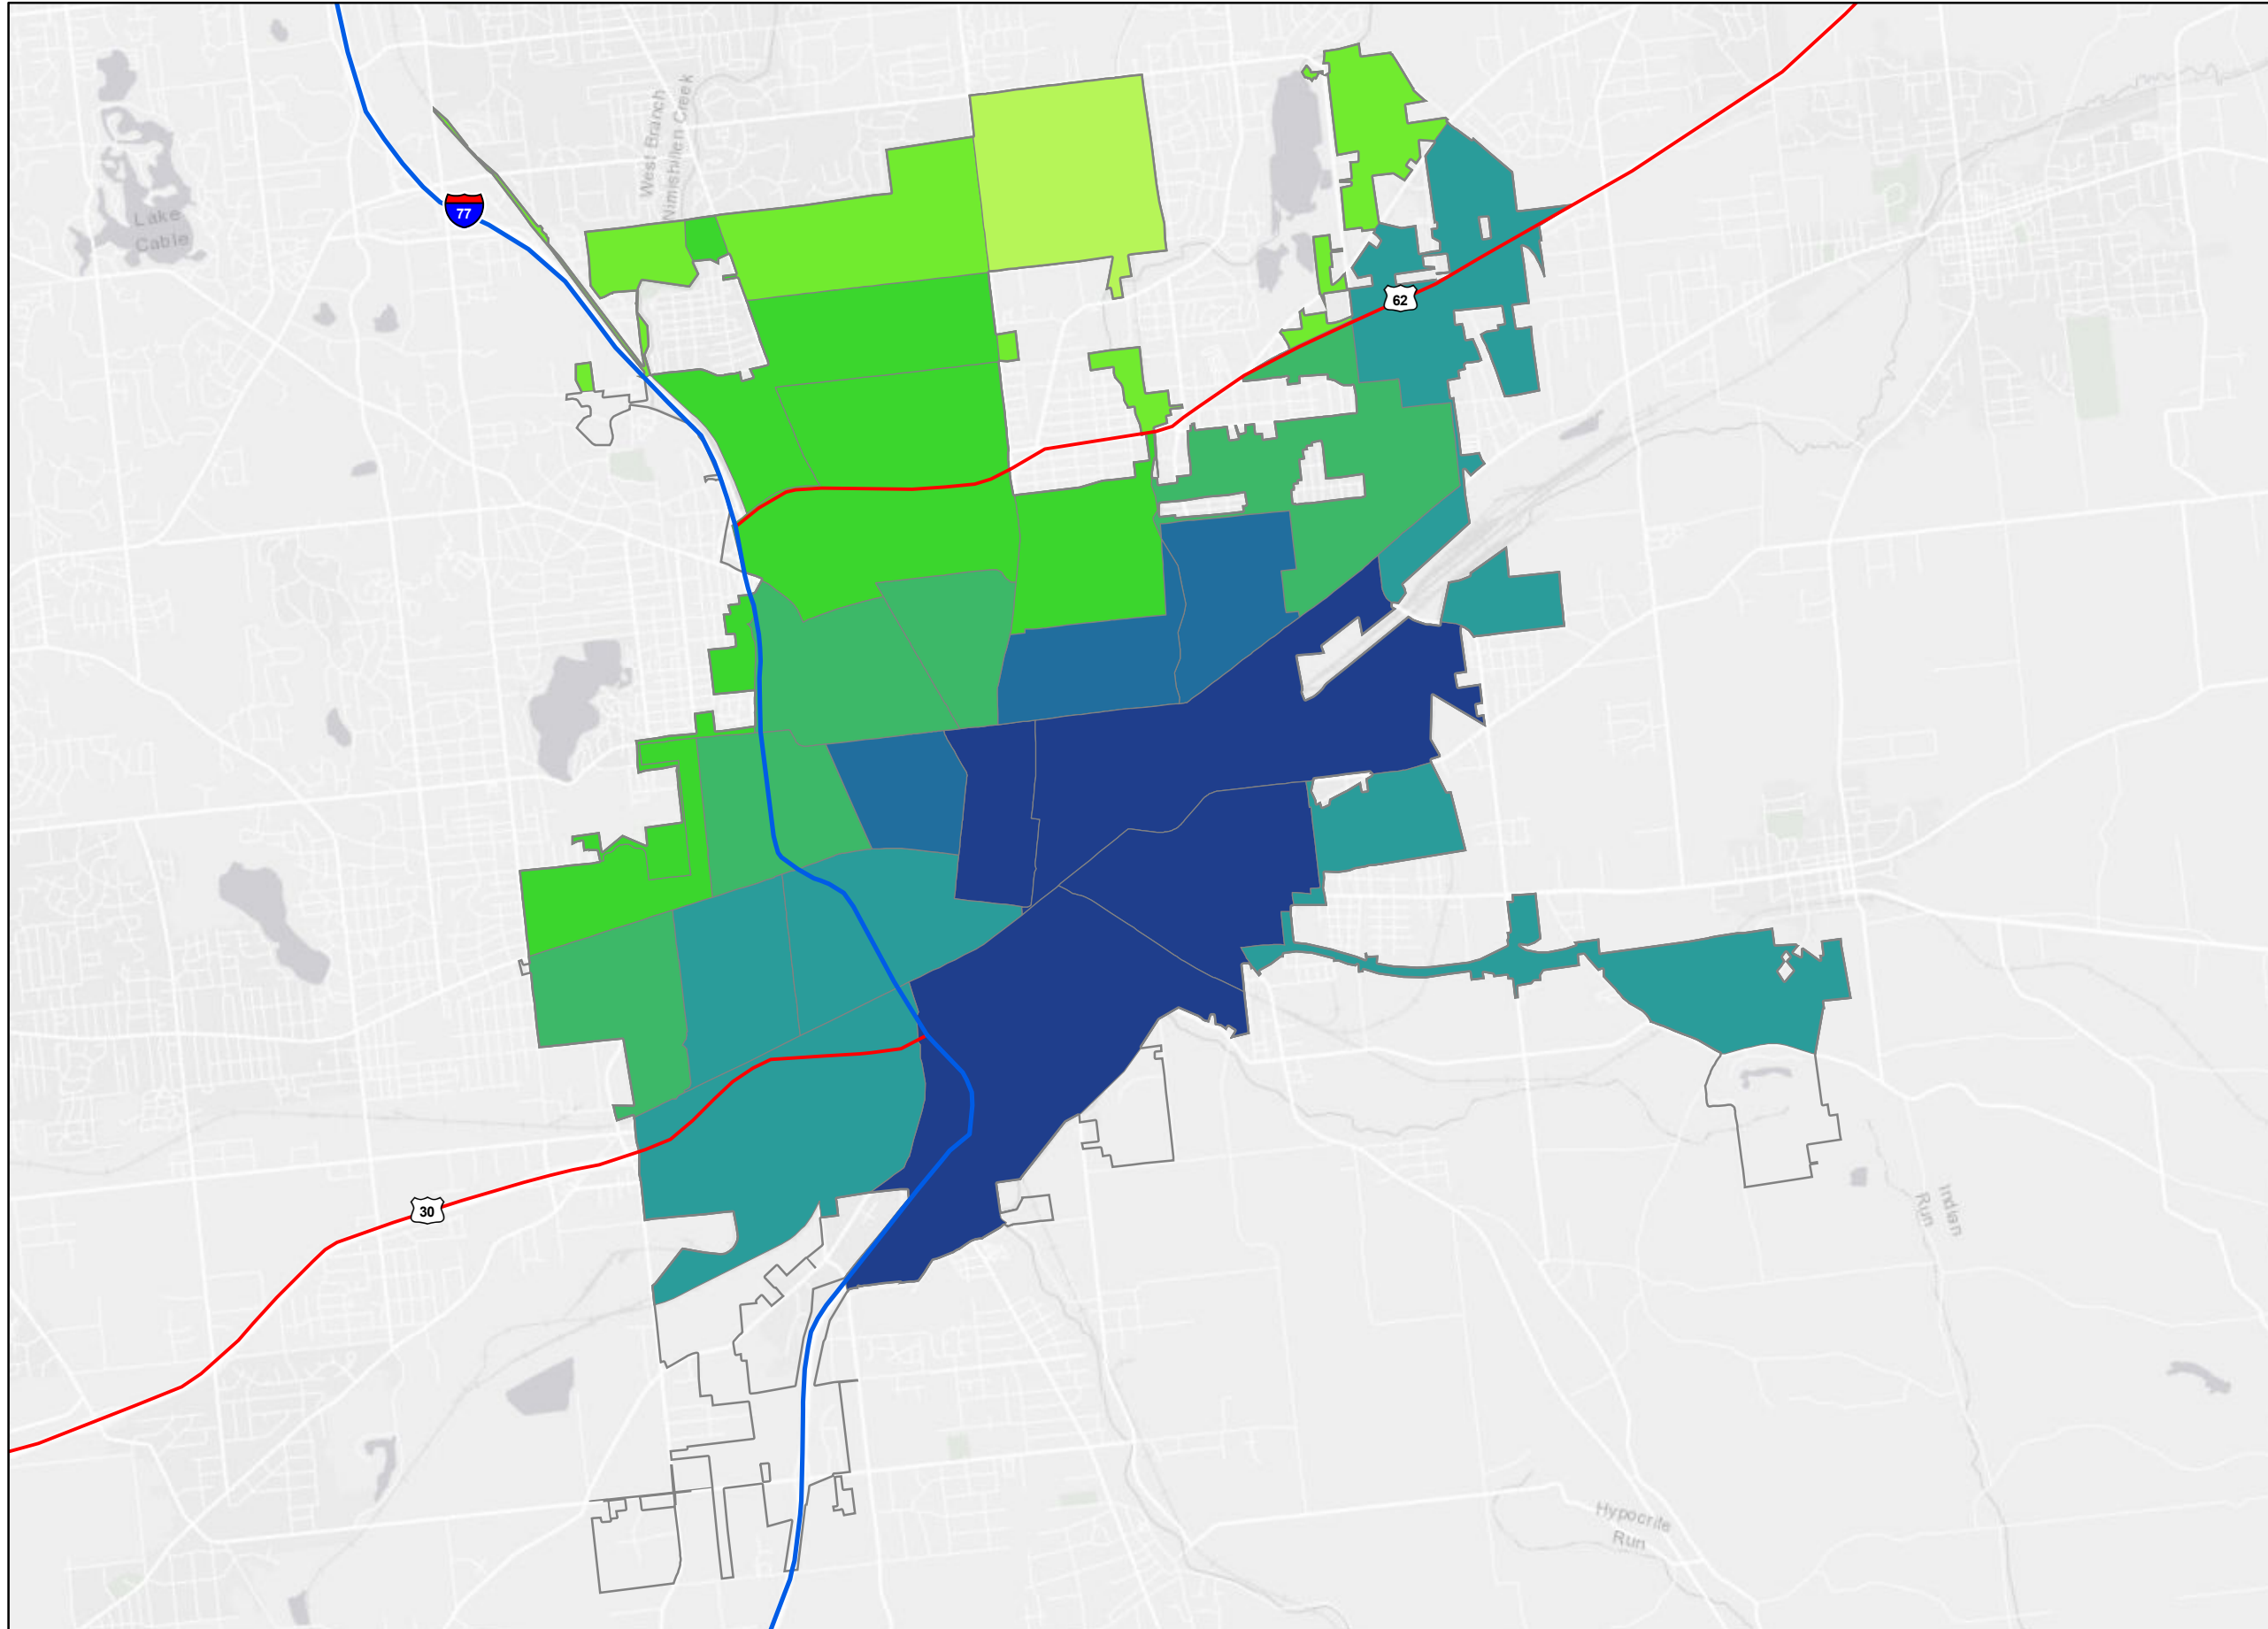 West Branch
Nimishillen Creek
77
Lake
Cable
62
30
Indian
Run
Hypocrite
Run